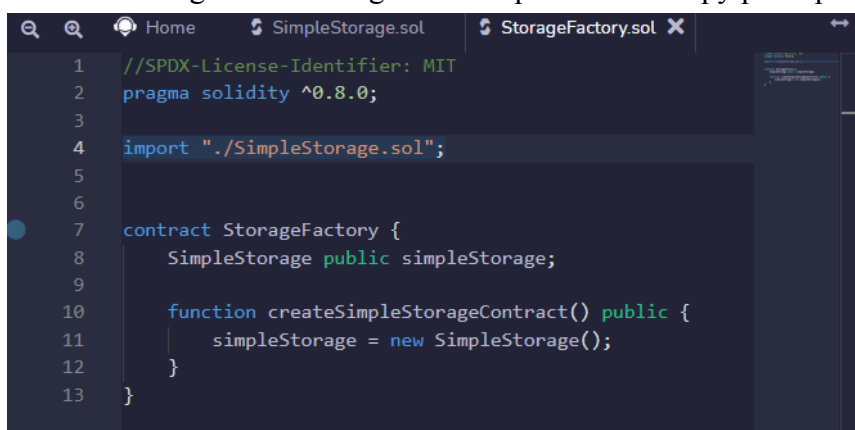 Home SimpleStorage.sol StorageFactory.sol
1 //SPDX-License-Identifier: MIT
2 pragma solidity ^0.8.0;
3
4 import "./SimpleStorage.sol";
5
6
7 contract StorageFactory {
8 SimpleStorage public simpleStorage;
9
10 function createSimpleStorageContract() public {
11 simpleStorage = new SimpleStorage();
12 }
13 }